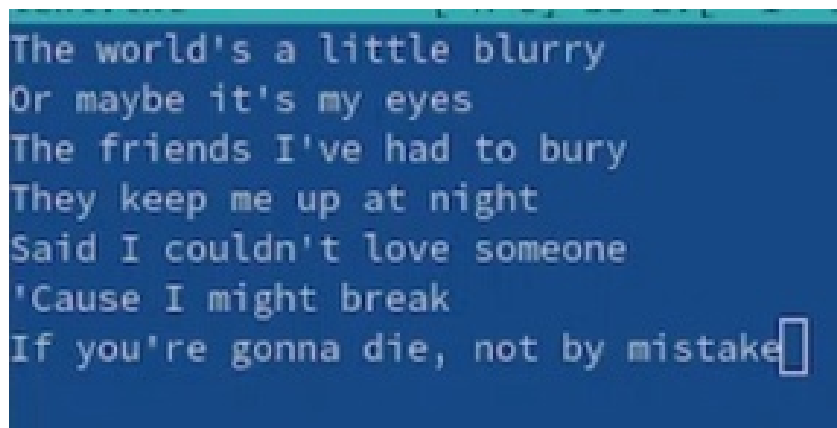 The world's a little blurry
Or maybe it's my eyes
The friends I've had to bury
They keep me up at night
Said I couldn't love someone
'Cause I might break
If you're gonna die, not by mistake